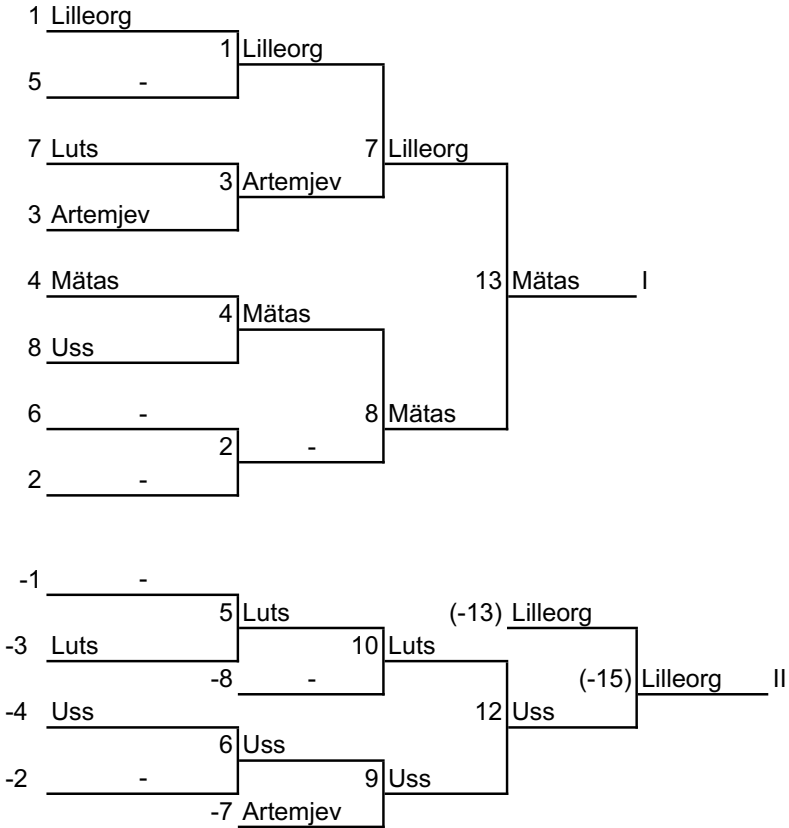 1 Lilleorg
1 Lilleorg
5 -
7 Luts
7 Lilleorg
3 Artemjev
3 Artemjev
4 Mätas
13 Mätas I
4 Mätas
8 Uss
6 -
8 Mätas
2 -
2 -
-1 -
5 Luts
(-13) Lilleorg
-3 Luts
10 Luts
-8 -
(-15) Lilleorg II
-4 Uss
12 Uss
6 Uss
-2 -
9 Uss
-7 Artemjev